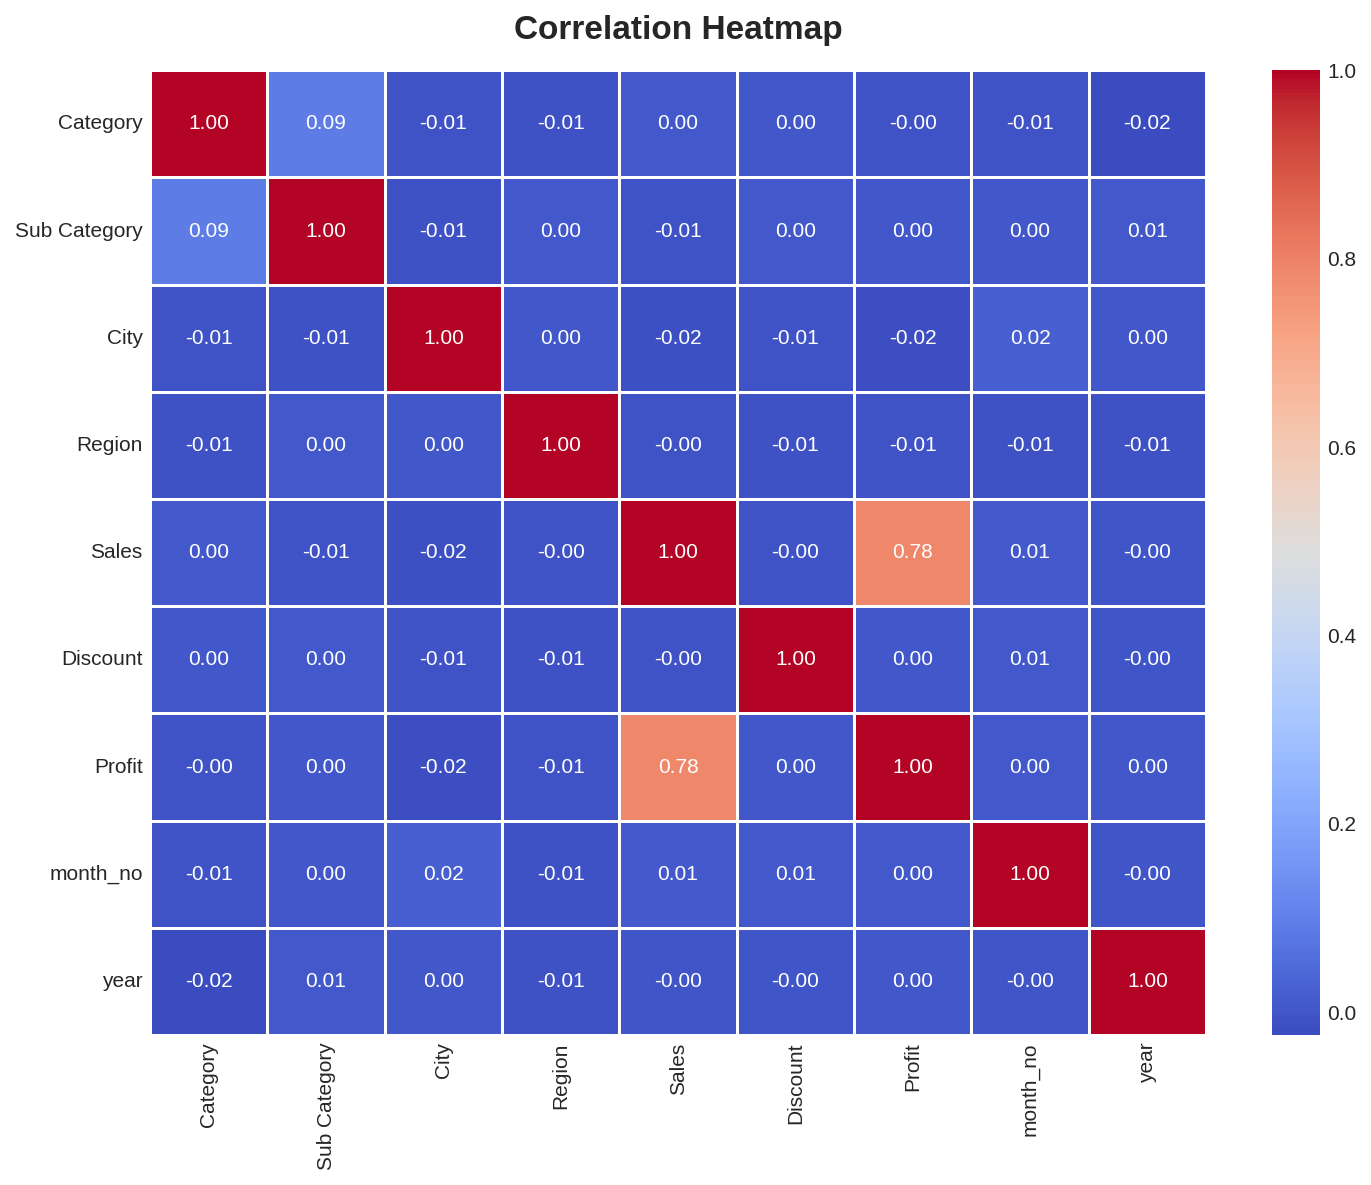 Correlation Heatmap
Category 1.00 0.09 -0.01 -0.01 0.00 0.00 -0.00 -0.01 -0.02
Sub Category 0.09 1.00 -0.01 0.00 -0.01 0.00 0.00 0.00 0.01
City -0.01 -0.01 1.00 0.00 -0.02 -0.01 -0.02 0.02 0.00
Region -0.01 0.00 0.00 1.00 -0.00 -0.01 -0.01 -0.01 -0.01
Sales 0.00 -0.01 -0.02 -0.00 1.00 -0.00 0.78 0.01 -0.00
Discount 0.00 0.00 -0.01 -0.01 -0.00 1.00 0.00 0.01 -0.00
Profit -0.00 0.00 -0.02 -0.01 0.78 0.00 1.00 0.00 0.00
month_no -0.01 0.00 0.02 -0.01 0.01 0.01 0.00 1.00 -0.00
year -0.02 0.01 0.00 -0.01 -0.00 -0.00 0.00 -0.00 1.00
Category Sub Category City Region Sales Discount Profit month_no year
1.0
0.8
0.6
0.4
0.2
0.0